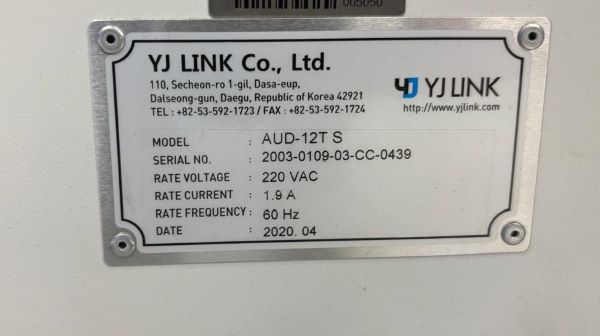 005050
YJ LINK Co., Ltd.
110, Secheon-ro 1-gil, Dasa-eup,
Dalseong-gun, Daegu, Republic of Korea 42921
TEL : +82-53-592-1723 / FAX : +82-53-592-1724
YJ LINK
http://www.yjlink.com
MODEL : AUD-12T S
SERIAL NO. : 2003-0109-03-CC-0439
RATE VOLTAGE : 220 VAC
RATE CURRENT : 1.9 A
RATE FREQUENCY : 60 Hz
DATE : 2020. 04